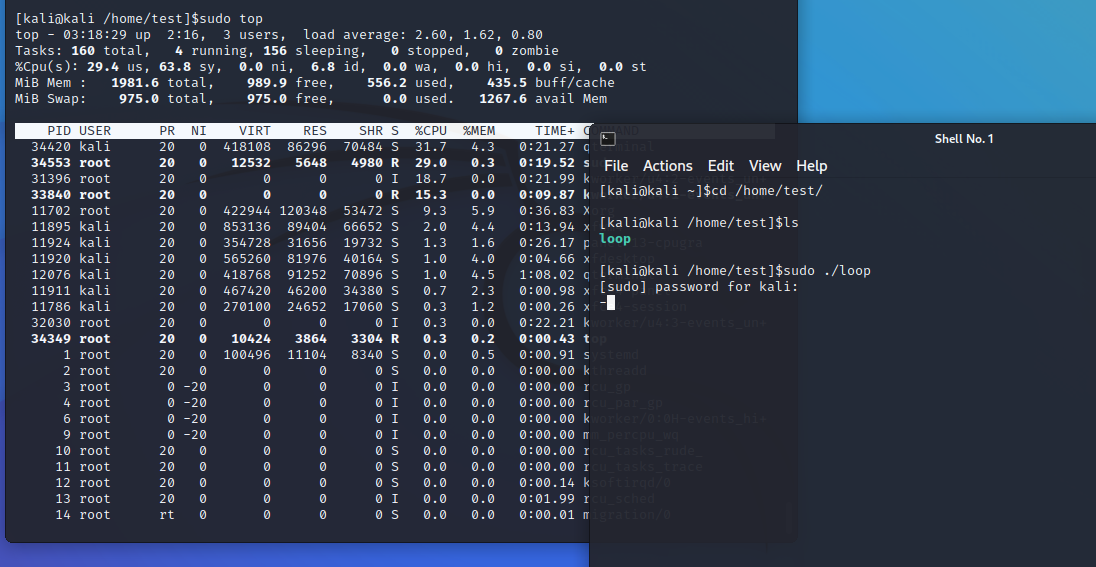 [kali@kali /home/test]$sudo top
top - 03:18:29 up  2:16,  3 users,  load average: 2.60, 1.62, 0.80
Tasks: 160 total,   4 running, 156 sleeping,   0 stopped,   0 zombie
%Cpu(s): 29.4 us, 63.8 sy,  0.0 ni,  6.8 id,  0.0 wa,  0.0 hi,  0.0 si,  0.0 st
MiB Mem :   1981.6 total,    989.9 free,    556.2 used,    435.5 buff/cache
MiB Swap:    975.0 total,    975.0 free,      0.0 used.   1267.6 avail Mem
PID USER      PR  NI    VIRT    RES    SHR S  %CPU  %MEM     TIME+
34420 kali      20   0  418108  86296  70484 S  31.7   4.3   0:21.27
34553 root      20   0   12532   5648   4980 R  29.0   0.3   0:19.52
31396 root      20   0       0      0      0 I  18.7   0.0   0:21.99
33840 root      20   0       0      0      0 R  15.3   0.0   0:09.87
11702 root      20   0  422944 120348  53472 S   9.3   5.9   0:36.83
11895 kali      20   0  853136  89404  66652 S   2.0   4.4   0:13.94
11924 kali      20   0  354728  31656  19732 S   1.3   1.6   0:26.17
11920 kali      20   0  565260  81976  40164 S   1.0   4.0   0:04.66
12076 kali      20   0  418768  91252  70896 S   1.0   4.5   1:08.02
11911 kali      20   0  467420  46200  34380 S   0.7   2.3   0:00.98
11786 kali      20   0  270100  24652  17060 S   0.3   1.2   0:00.26
32030 root      20   0       0      0      0 I   0.3   0.0   0:22.21
34349 root      20   0   10424   3864   3304 R   0.3   0.2   0:00.43 top
1 root      20   0  100496  11104   8340 S   0.0   0.5   0:00.91 systemd
2 root      20   0       0      0      0 S   0.0   0.0   0:00.00 kthreadd
3 root       0 -20       0      0      0 I   0.0   0.0   0:00.00 rcu_gp
4 root       0 -20       0      0      0 I   0.0   0.0   0:00.00 rcu_par_gp
6 root       0 -20       0      0      0 I   0.0   0.0   0:00.00 kworker/0:0H-events_hi+
9 root       0 -20       0      0      0 I   0.0   0.0   0:00.00 mm_percpu_wq
10 root      20   0       0      0      0 S   0.0   0.0   0:00.00 rcu_tasks_rude_
11 root      20   0       0      0      0 S   0.0   0.0   0:00.00 rcu_tasks_trace
12 root      20   0       0      0      0 S   0.0   0.0   0:00.14 ksoftirqd/0
13 root      20   0       0      0      0 I   0.0   0.0   0:01.99 rcu_sched
14 root      rt   0       0      0      0 S   0.0   0.0   0:00.01 migration/0
Shell No. 1
File Actions Edit View Help
[kali@kali ~]$cd /home/test/
[kali@kali /home/test]$ls
loop
[kali@kali /home/test]$sudo ./loop
[sudo] password for kali:
-